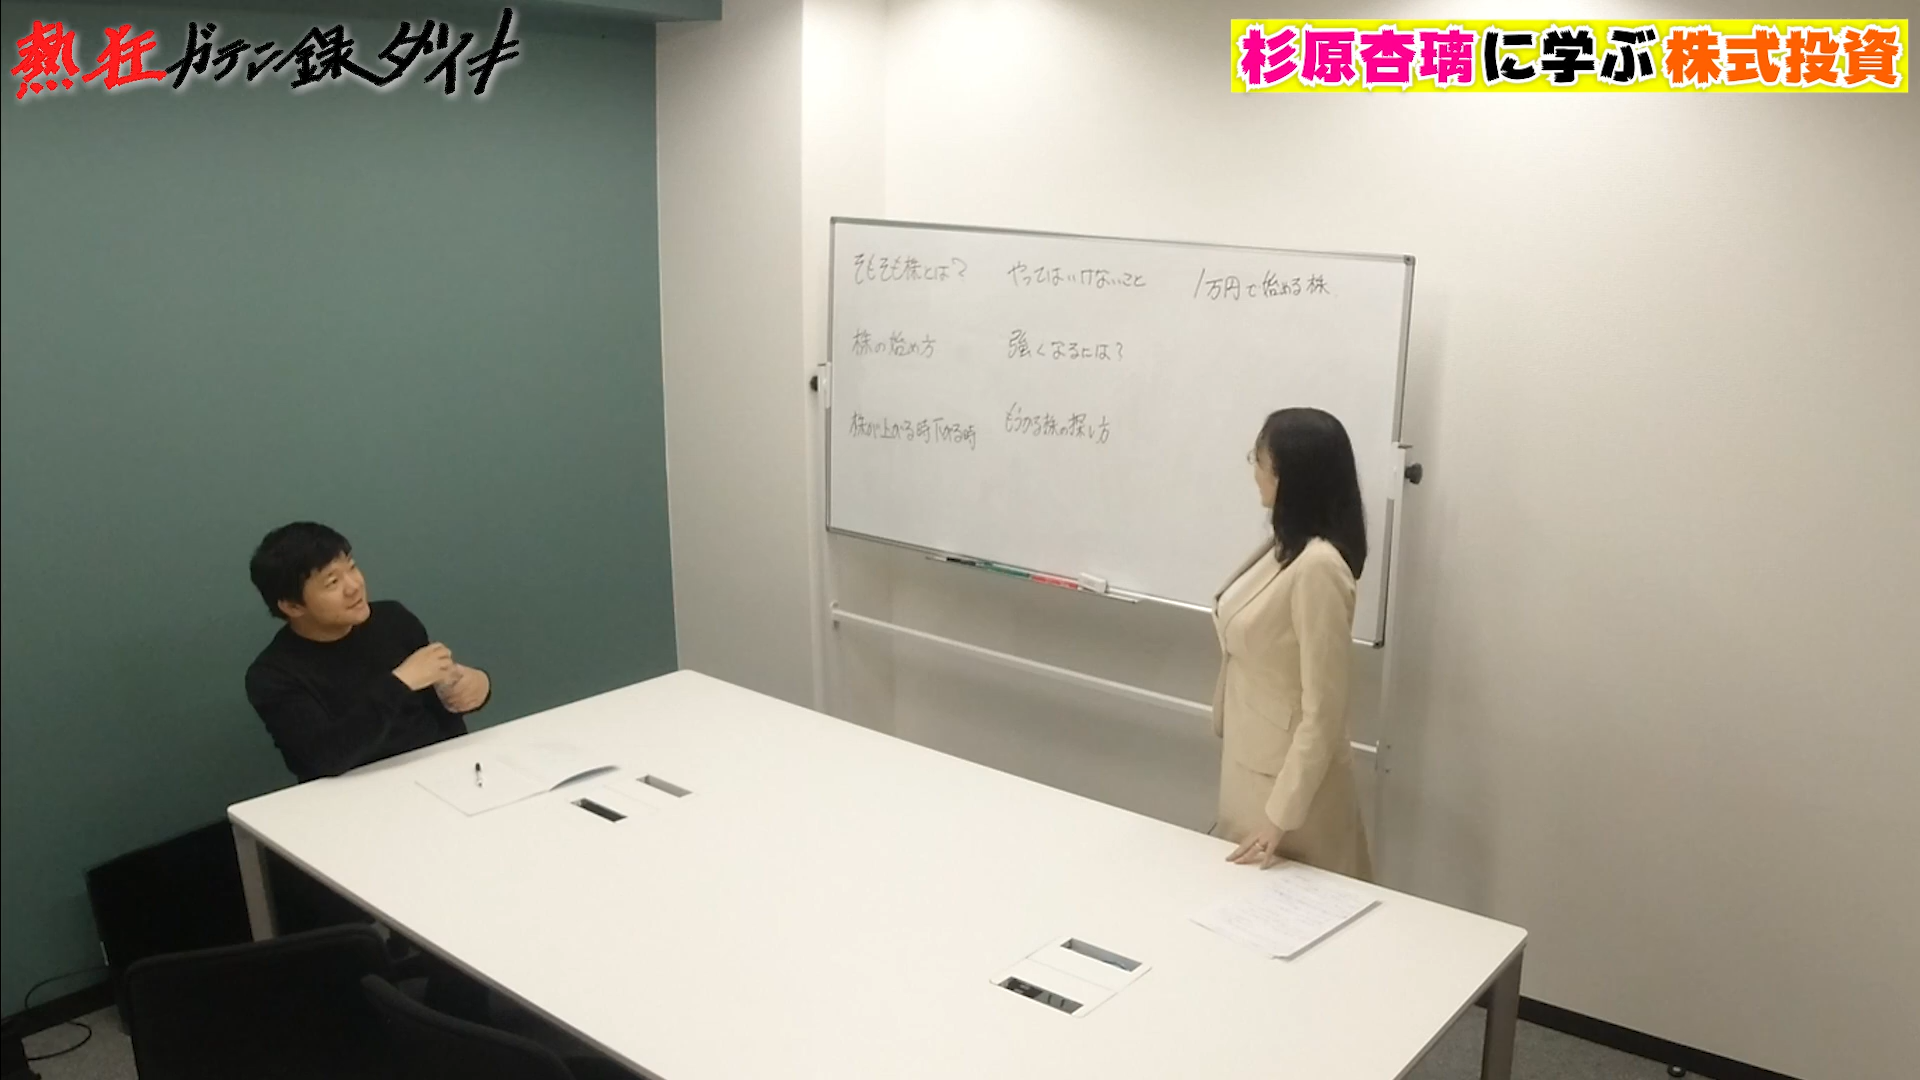 熱狂ガテン録ダイキ
杉原杏璃に学ぶ株式投資
そもそも株とは?
株の始め方
株が上がる時下がる時
やってはいけないこと
強くなるには?
もうかる株の探し方
1万円で始める株